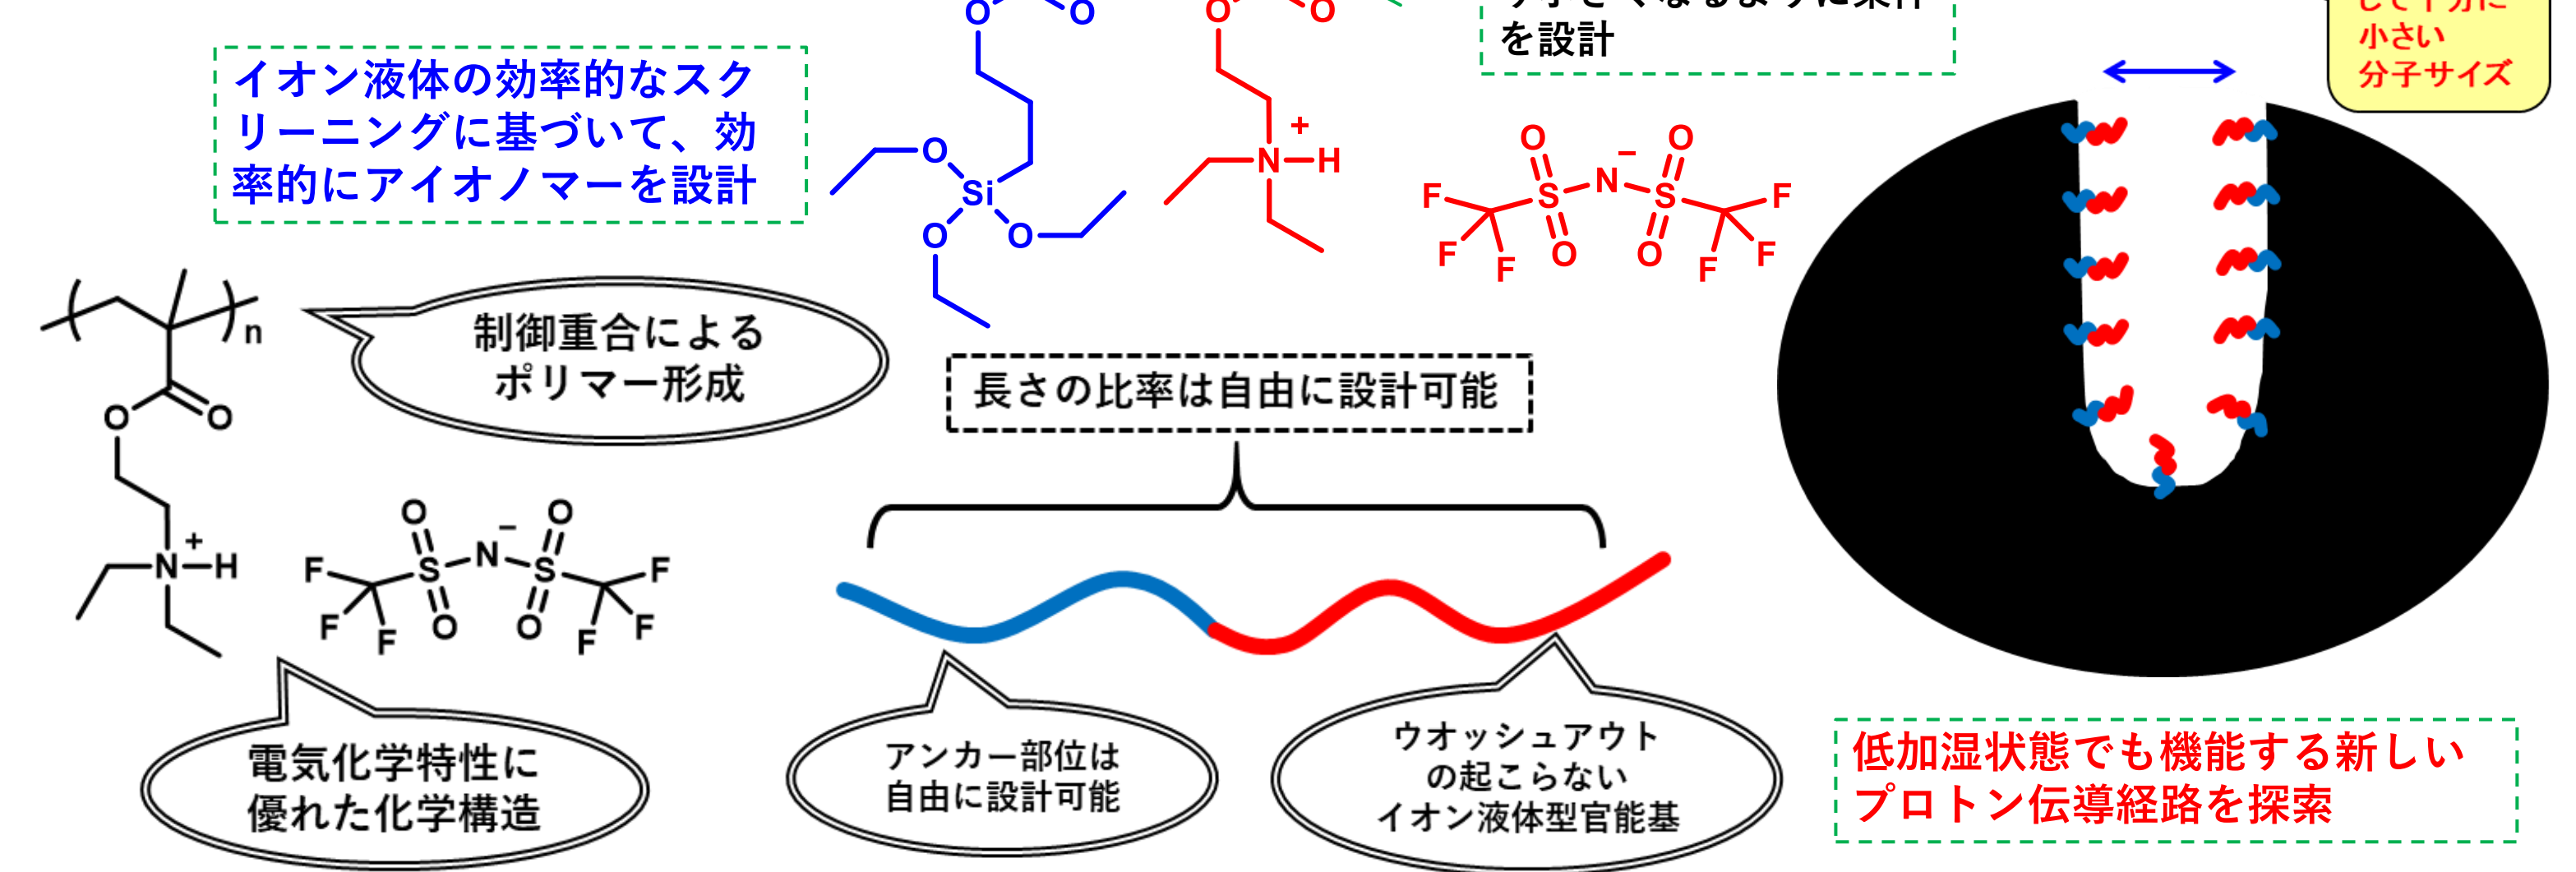 を設計
して十分に
小さい
分子サイズ
イオン液体の効率的なスク
リーニングに基づいて、効
率的にアイオノマーを設計
O
O
O
Si
O
O
O
O
+
N
H
O
O
−
N
S
S
F
F
F
O
O
F
F
F
n
O
O
+
N
H
O
O
−
N
S
S
F
F
F
O
O
F
F
F
制御重合による
ポリマー形成
長さの比率は自由に設計可能
電気化学特性に
優れた化学構造
アンカー部位は
自由に設計可能
ウオッシュアウト
の起こらない
イオン液体型官能基
低加湿状態でも機能する新しい
プロトン伝導経路を探索